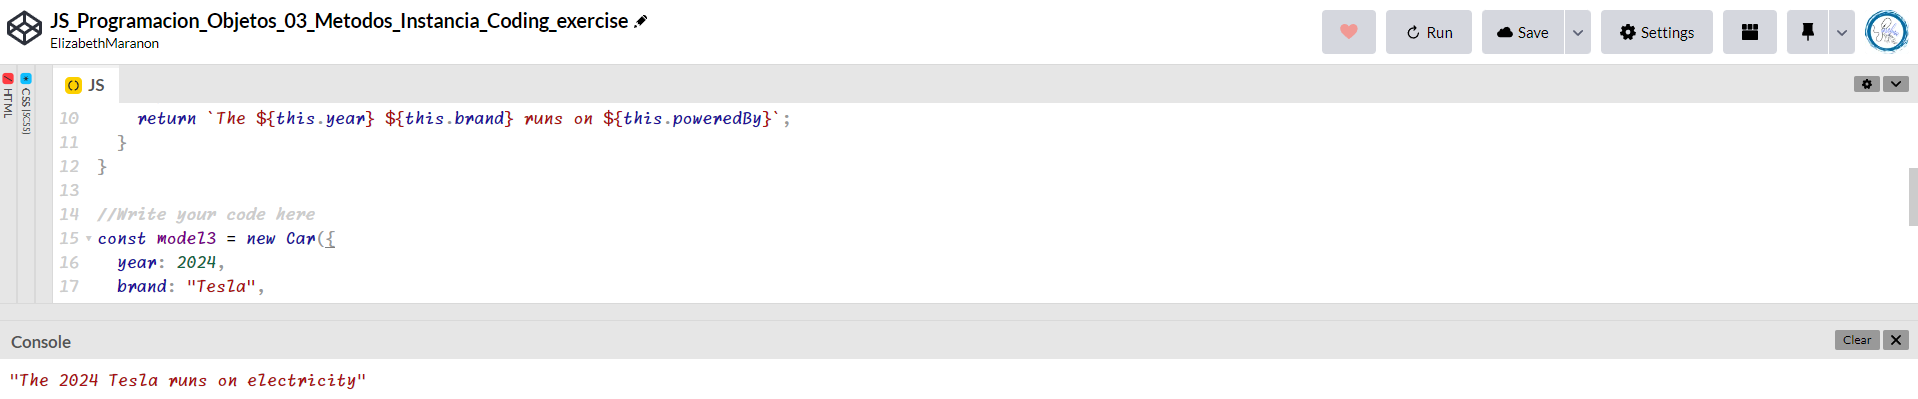 JS_Programacion_Objetos_03_Metodos_Instancia_Coding_exercise
ElizabethMaranon
Run
Save
Settings
HTML
CSS (SCSS)
JS
10 return `The ${this.year} ${this.brand} runs on ${this.poweredBy}`;
11 }
12 }
13
14 //Write your code here
15 const model3 = new Car({
16 year: 2024,
17 brand: "Tesla",
Console
Clear
"The 2024 Tesla runs on electricity"